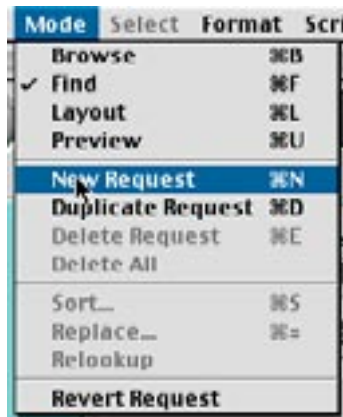 Mode Select Format Scr
Browse ⌘B
✓ Find ⌘F
Layout ⌘L
Preview ⌘U
New Request ⌘N
Duplicate Request ⌘D
Delete Request ⌘E
Delete All
Sort... ⌘S
Replace... ⌘=
Relookup
Revert Request